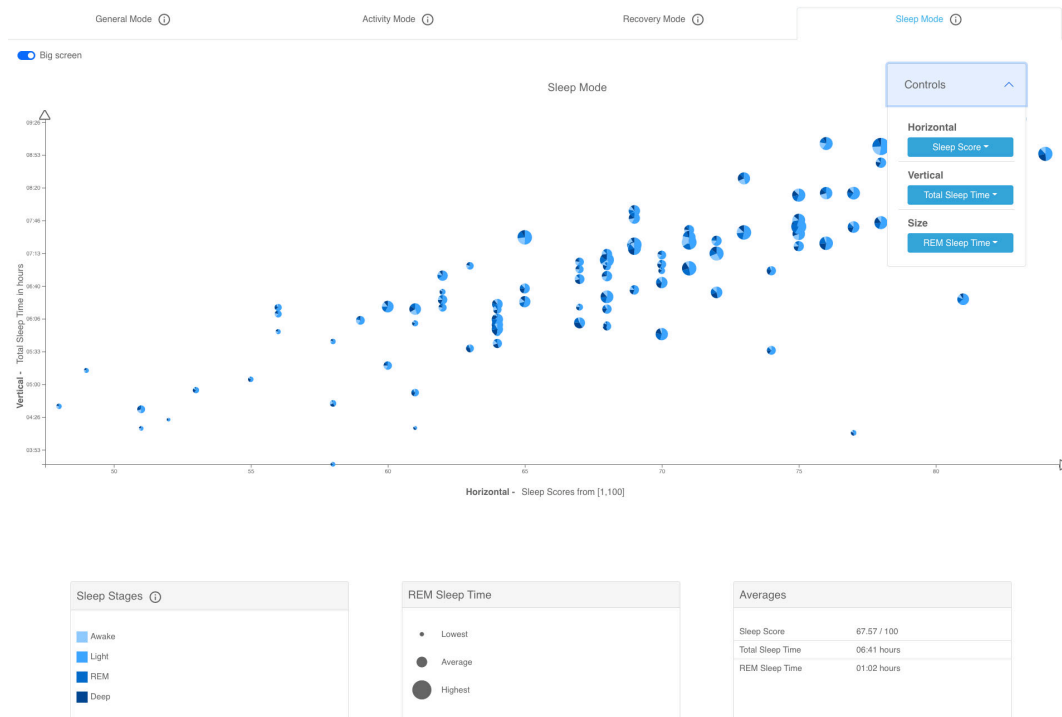 General Mode
Activity Mode
Recovery Mode
Sleep Mode
Big screen
Sleep Mode
Controls
Horizontal
Sleep Score
Vertical
Total Sleep Time
Size
REM Sleep Time
09:26
08:53
08:20
07:46
07:13
06:40
06:06
05:33
05:00
04:26
03:53
Vertical - Total Sleep Time in hours
50
55
60
65
70
75
80
Horizontal - Sleep Scores from [1,100]
Sleep Stages
Awake
Light
REM
Deep
REM Sleep Time
Lowest
Average
Highest
Averages
Sleep Score 67.57 / 100
Total Sleep Time 06:41 hours
REM Sleep Time 01:02 hours